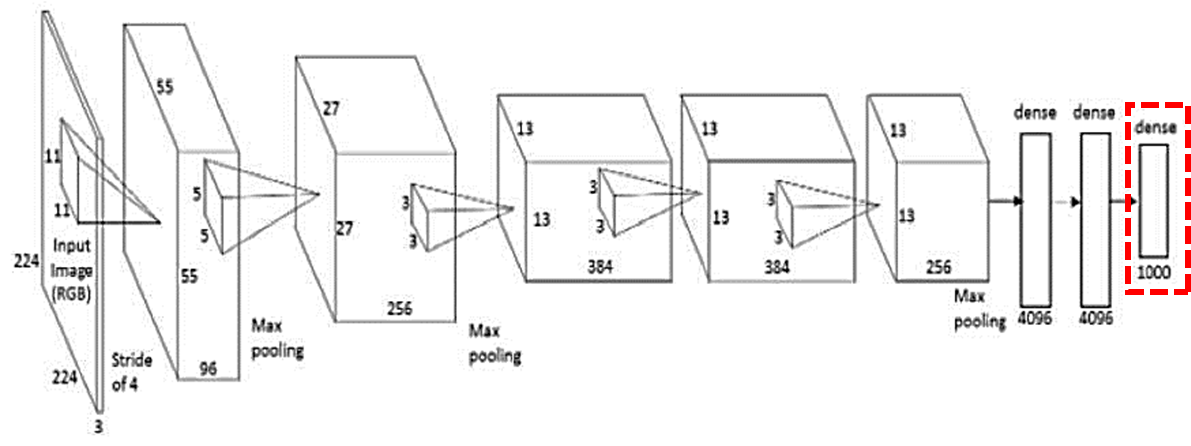 224
224
3
11
11
Input
Image
(RGB)
Stride
of 4
55
55
96
5
5
Max
pooling
27
27
256
3
3
Max
pooling
13
13
384
3
3
13
13
384
3
3
13
13
256
Max
pooling
dense
4096
dense
4096
dense
1000